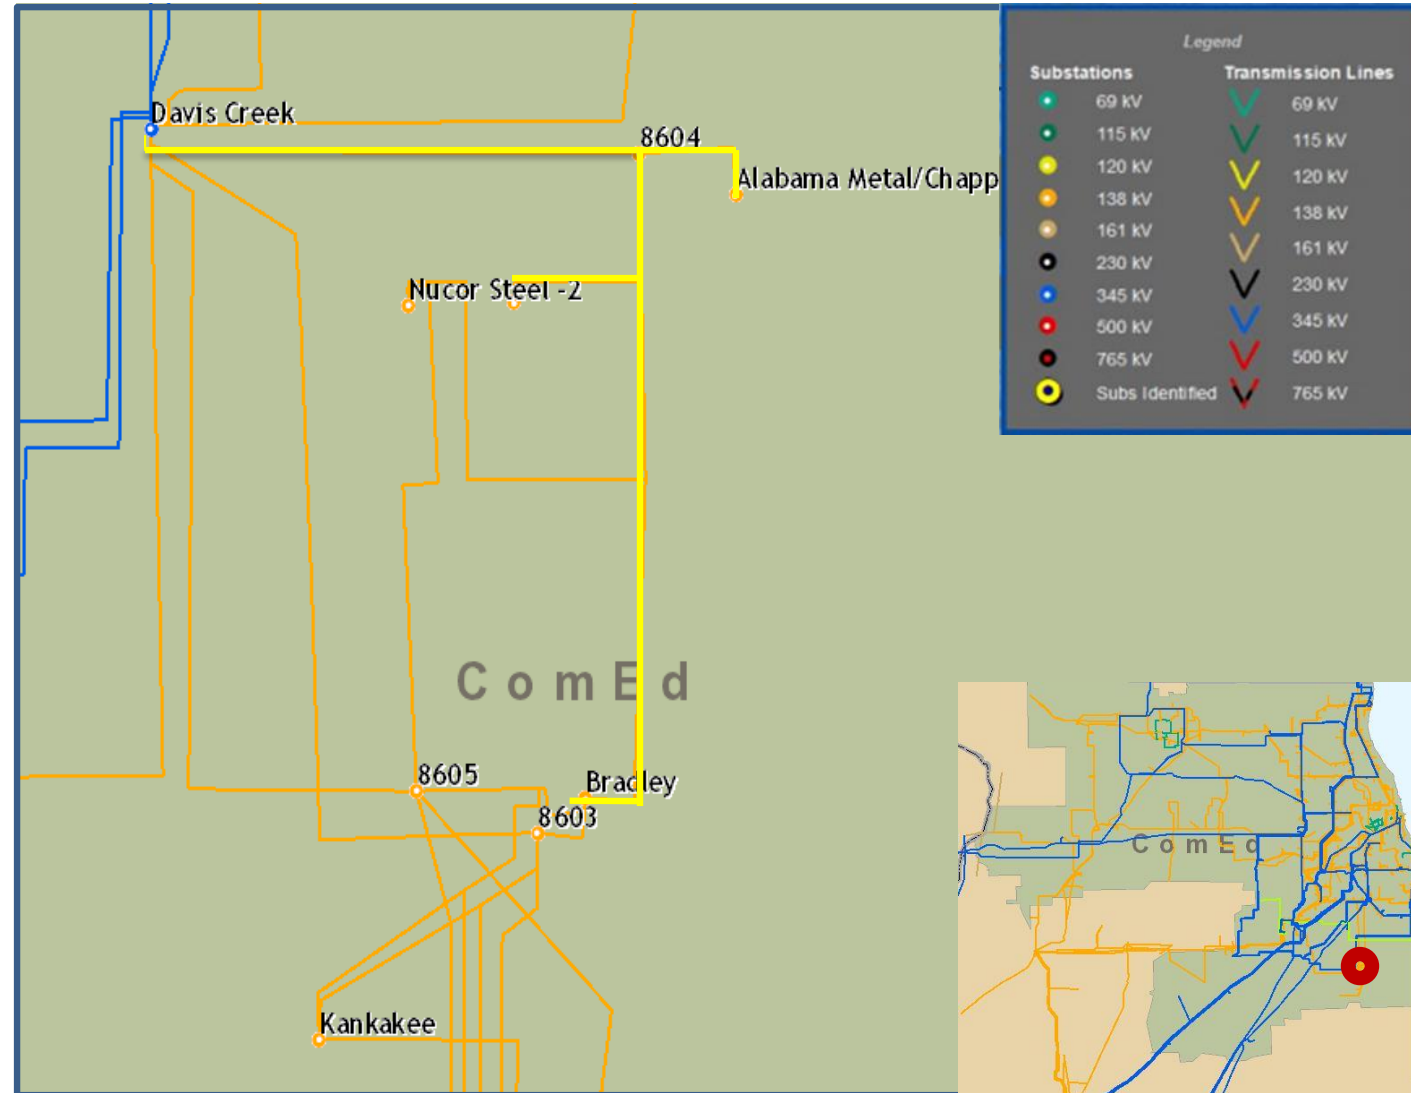 Legend
Substations
Transmission Lines
69 kV
69 kV
115 kV
115 kV
120 kV
120 kV
138 kV
138 kV
161 kV
161 kV
230 kV
230 kV
345 kV
345 kV
500 kV
500 kV
765 kV
765 kV
Subs Identified
Davis Creek
8604
Alabama Metal/Chapp
Nucor Steel -2
ComEd
8605
Bradley
8603
Kankakee
ComEd